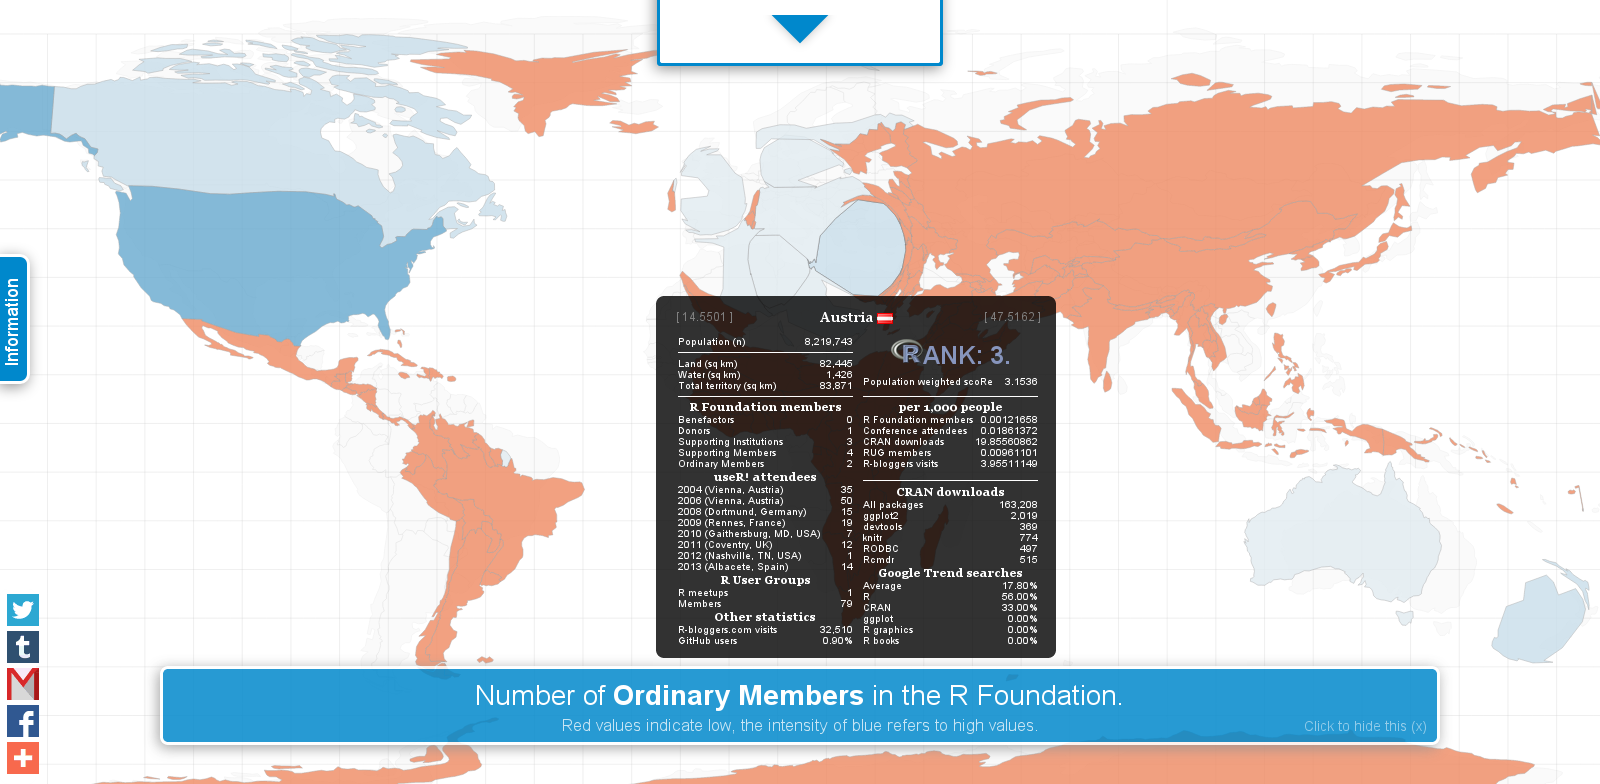 Information
[ 14.5501 ] Austria [ 47.5162 ]
Population (n) 8,219,743
Land (sq km) 82,445
Water (sq km) 1,426
Total territory (sq km) 83,871
RANK: 3.
Population weighted scoRe 3.1536
R Foundation members
Benefactors 0
Donors 1
Supporting Institutions 3
Supporting Members 4
Ordinary Members 2
useR! attendees
2004 (Vienna, Austria) 35
2006 (Vienna, Austria) 50
2008 (Dortmund, Germany) 15
2009 (Rennes, France) 19
2010 (Gaithersburg, MD, USA) 7
2011 (Coventry, UK) 12
2012 (Nashville, TN, USA) 1
2013 (Albacete, Spain) 14
R User Groups
R meetups 1
Members 79
Other statistics
R-bloggers.com visits 32,510
GitHub users 0.90%
per 1,000 people
R Foundation members 0.00121658
Conference attendees 0.01861372
CRAN downloads 19.85560862
RUG members 0.00961101
R-bloggers visits 3.95511149
CRAN downloads
All packages 163,208
ggplot2 2,019
devtools 369
knitr 774
RODBC 497
Rcmdr 515
Google Trend searches
Average 17.80%
R 56.00%
CRAN 33.00%
ggplot 0.00%
R graphics 0.00%
R books 0.00%
Number of Ordinary Members in the R Foundation.
Red values indicate low, the intensity of blue refers to high values.
Click to hide this (x)